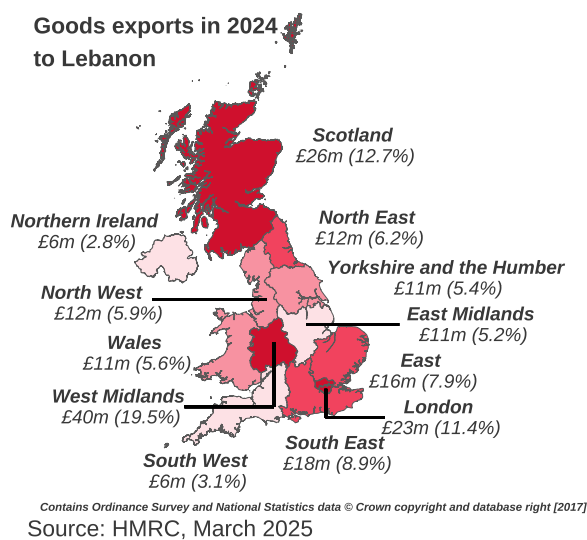 Goods exports in 2024
to Lebanon
Scotland
£26m (12.7%)
Northern Ireland
£6m (2.8%)
North East
£12m (6.2%)
Yorkshire and the Humber
£11m (5.4%)
North West
£12m (5.9%)
East Midlands
£11m (5.2%)
Wales
£11m (5.6%)
East
£16m (7.9%)
West Midlands
£40m (19.5%)
London
£23m (11.4%)
South East
£18m (8.9%)
South West
£6m (3.1%)
Contains Ordinance Survey and National Statistics data © Crown copyright and database right [2017]
Source: HMRC, March 2025